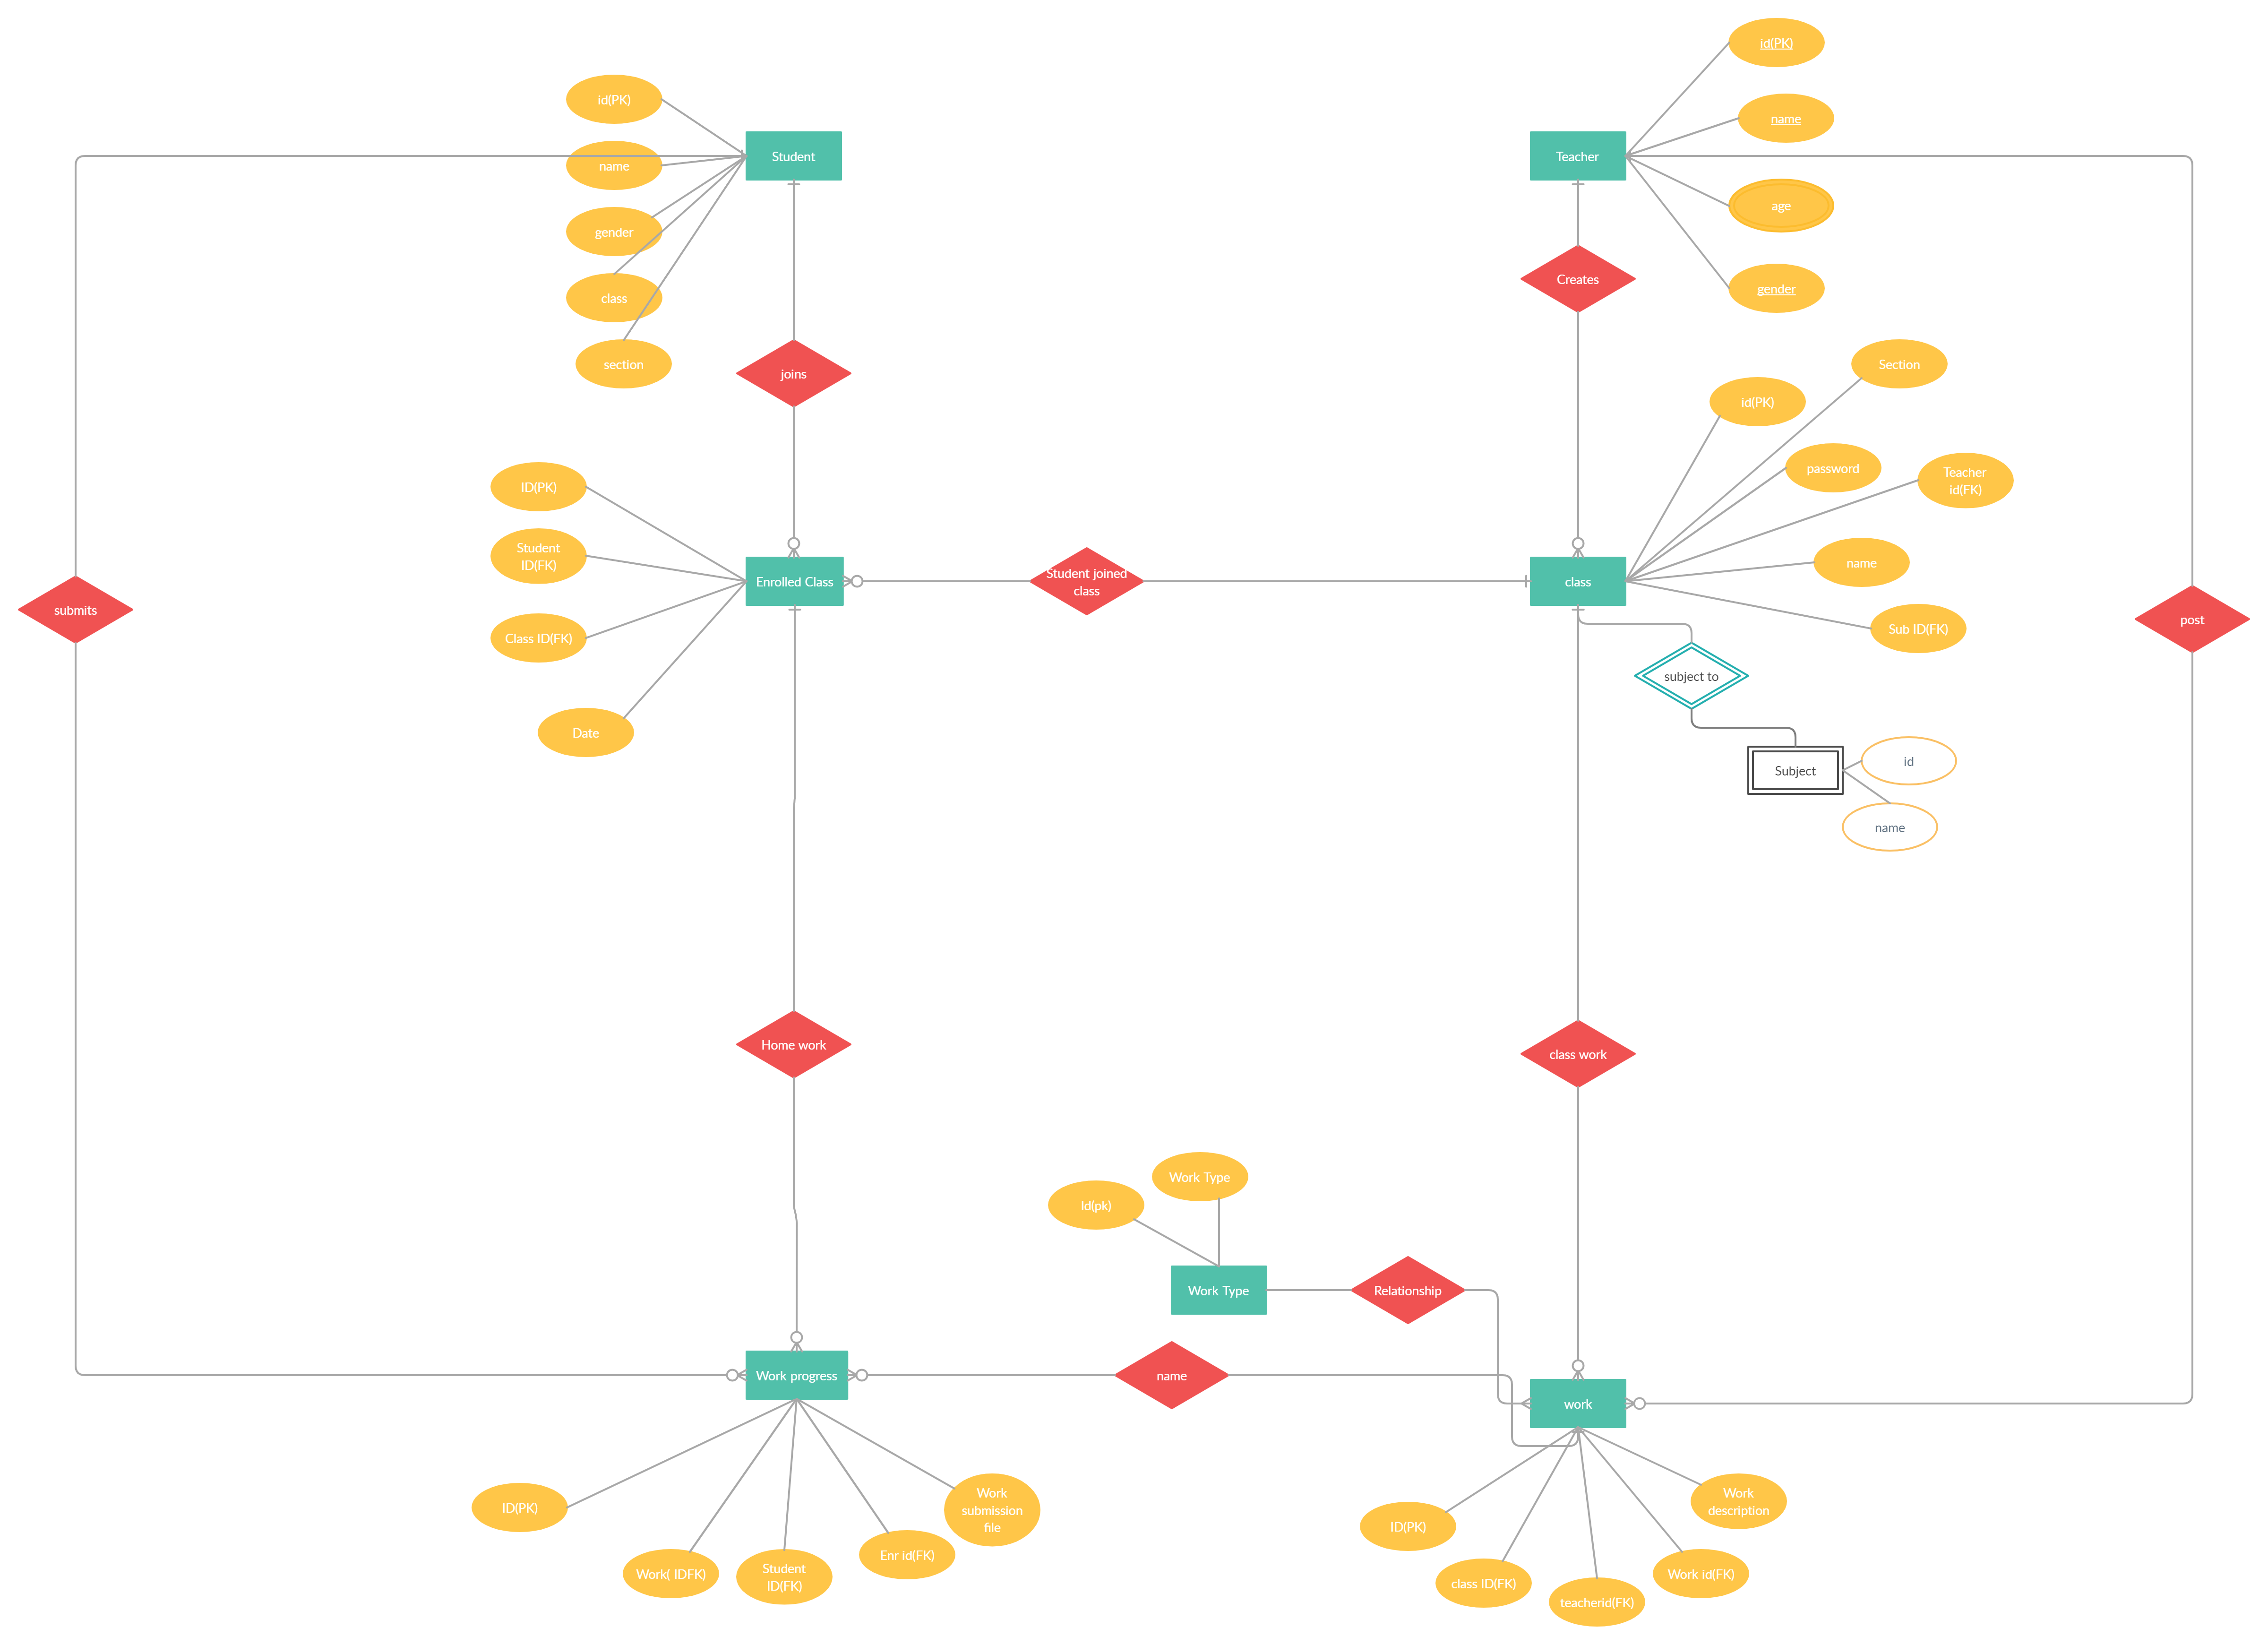 id(PK)
name
age
gender
Teacher
id(PK)
name
gender
class
section
Student
submits
joins
Creates
post
Section
id(PK)
password
Teacher
id(FK)
name
Sub ID(FK)
class
ID(PK)
Student
ID(FK)
Class ID(FK)
Date
Enrolled Class
Student joined
class
subject to
Subject
id
name
Home work
class work
Work Type
Id(pk)
Work Type
Relationship
Work progress
name
work
ID(PK)
Work( IDFK)
Student
ID(FK)
Enr id(FK)
Work
submission
file
ID(PK)
class ID(FK)
teacherid(FK)
Work id(FK)
Work
description